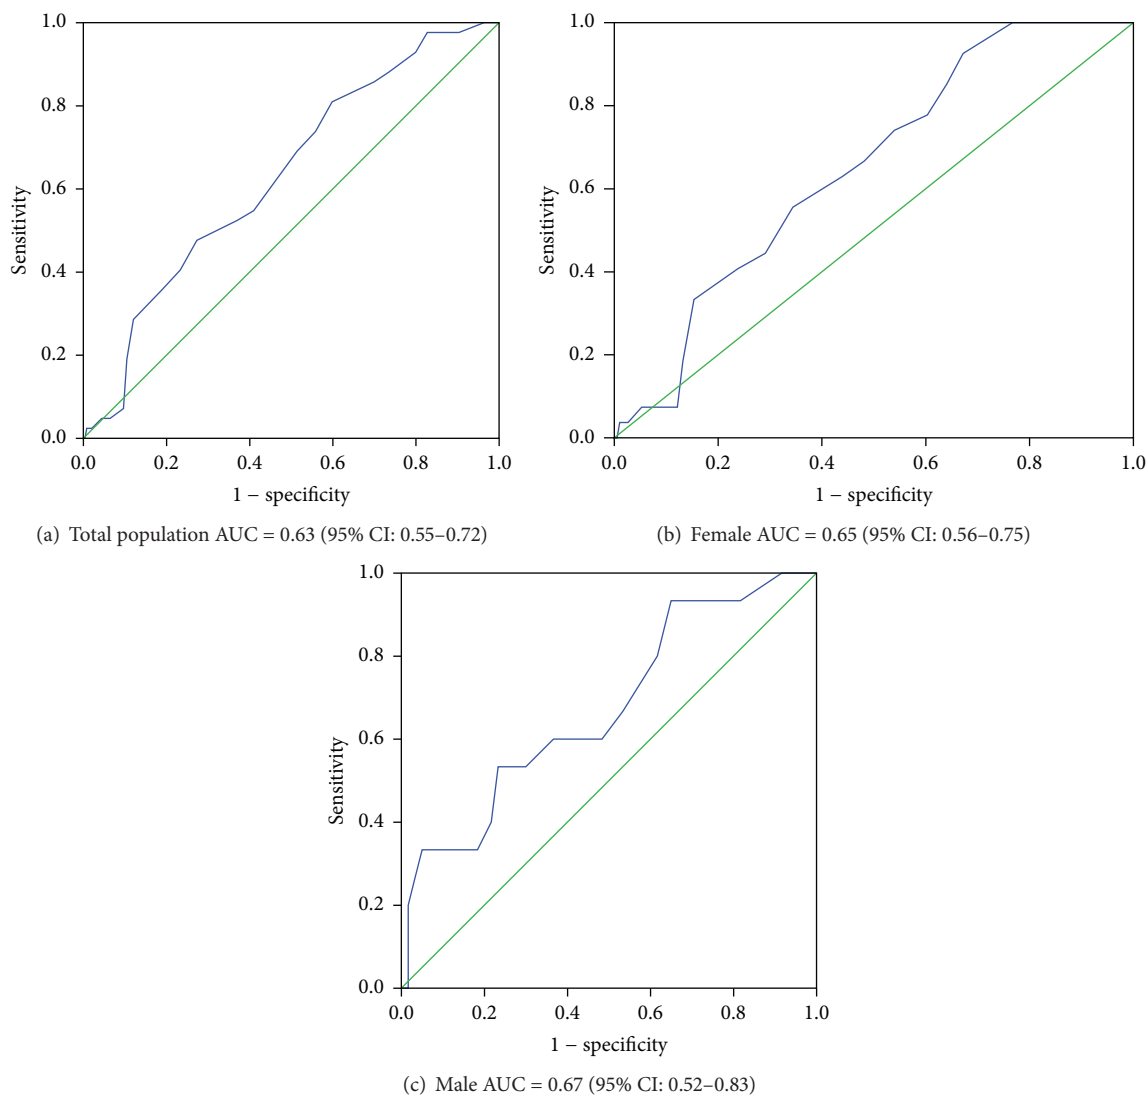 1.0
0.8
0.6
0.4
0.2
0.0
Sensitivity
0.0 0.2 0.4 0.6 0.8 1.0
1 − specificity
(a) Total population AUC = 0.63 (95% CI: 0.55–0.72)
1.0
0.8
0.6
0.4
0.2
0.0
Sensitivity
0.0 0.2 0.4 0.6 0.8 1.0
1 − specificity
(b) Female AUC = 0.65 (95% CI: 0.56–0.75)
1.0
0.8
0.6
0.4
0.2
0.0
Sensitivity
0.0 0.2 0.4 0.6 0.8 1.0
1 − specificity
(c) Male AUC = 0.67 (95% CI: 0.52–0.83)